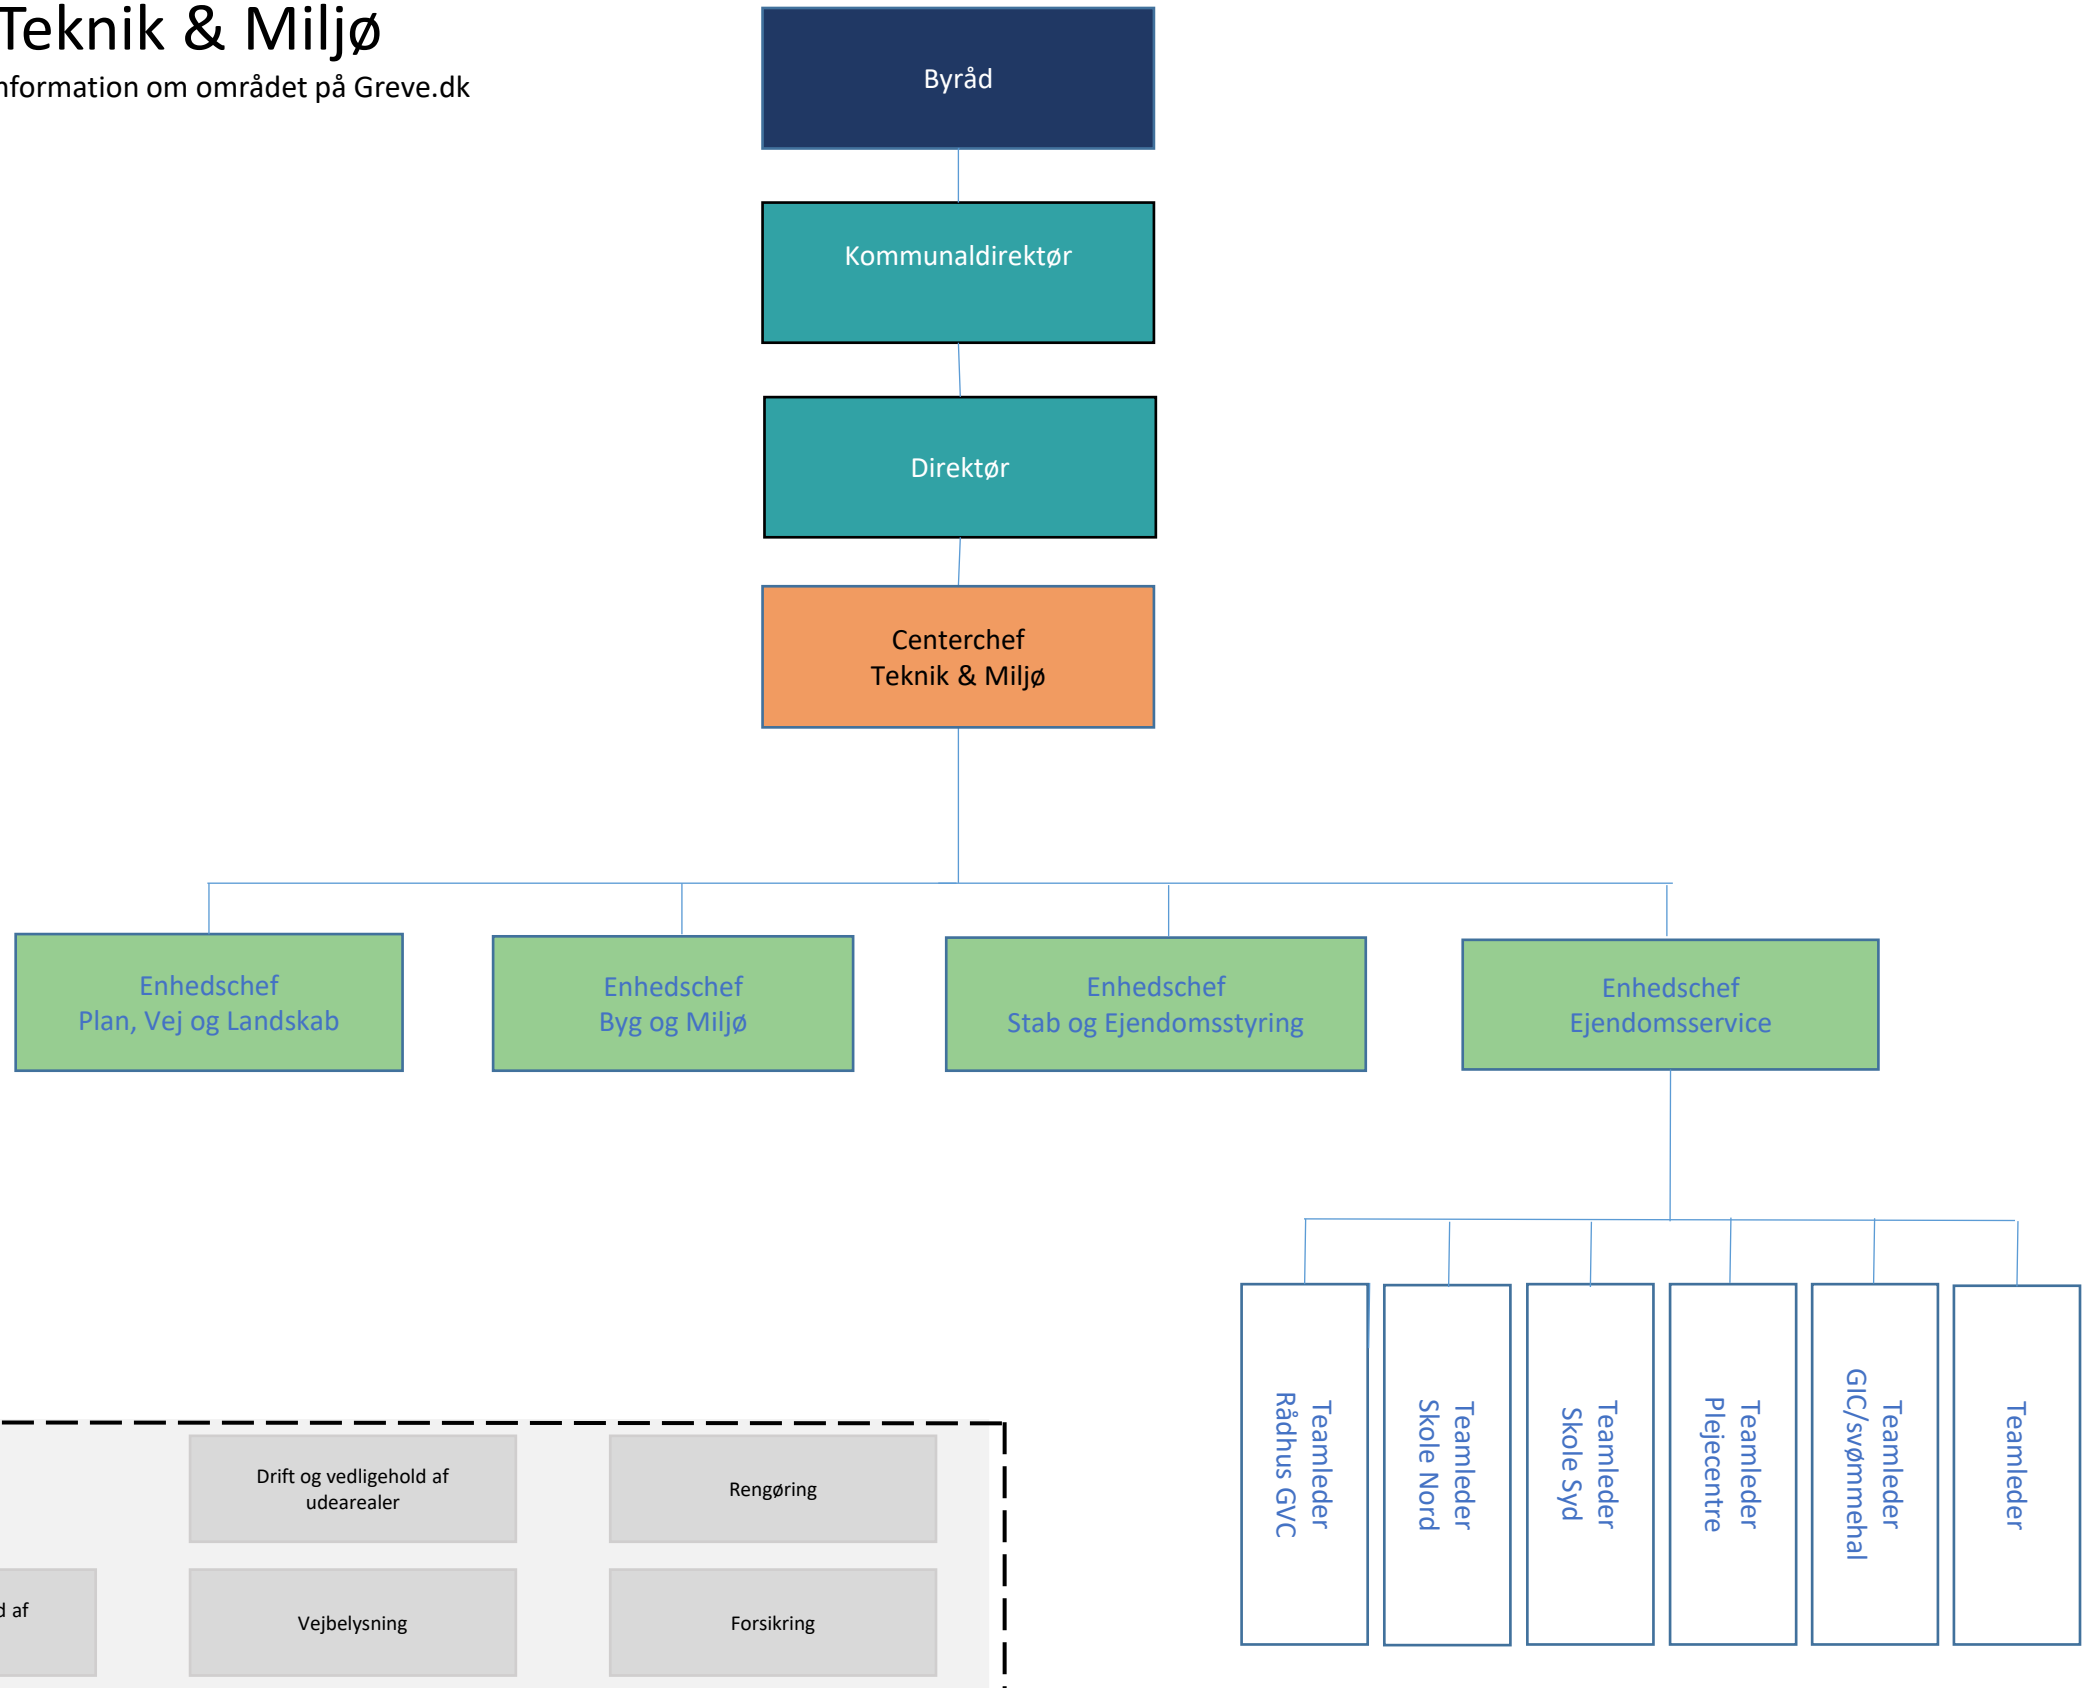 Teknik & Miljø
nformation om området på Greve.dk
Byråd
Kommunaldirektør
Direktør
Centerchef
Teknik & Miljø
Enhedschef
Plan, Vej og Landskab
Enhedschef
Byg og Miljø
Enhedschef
Stab og Ejendomsstyring
Enhedschef
Ejendomsservice
Teamleder
Rådhus GVC
Teamleder
Skole Nord
Teamleder
Skole Syd
Teamleder
Plejecentre
Teamleder
GIC/svømmehal
Teamleder
Drift og vedligehold af
udearealer
Rengøring
d af
Vejbelysning
Forsikring